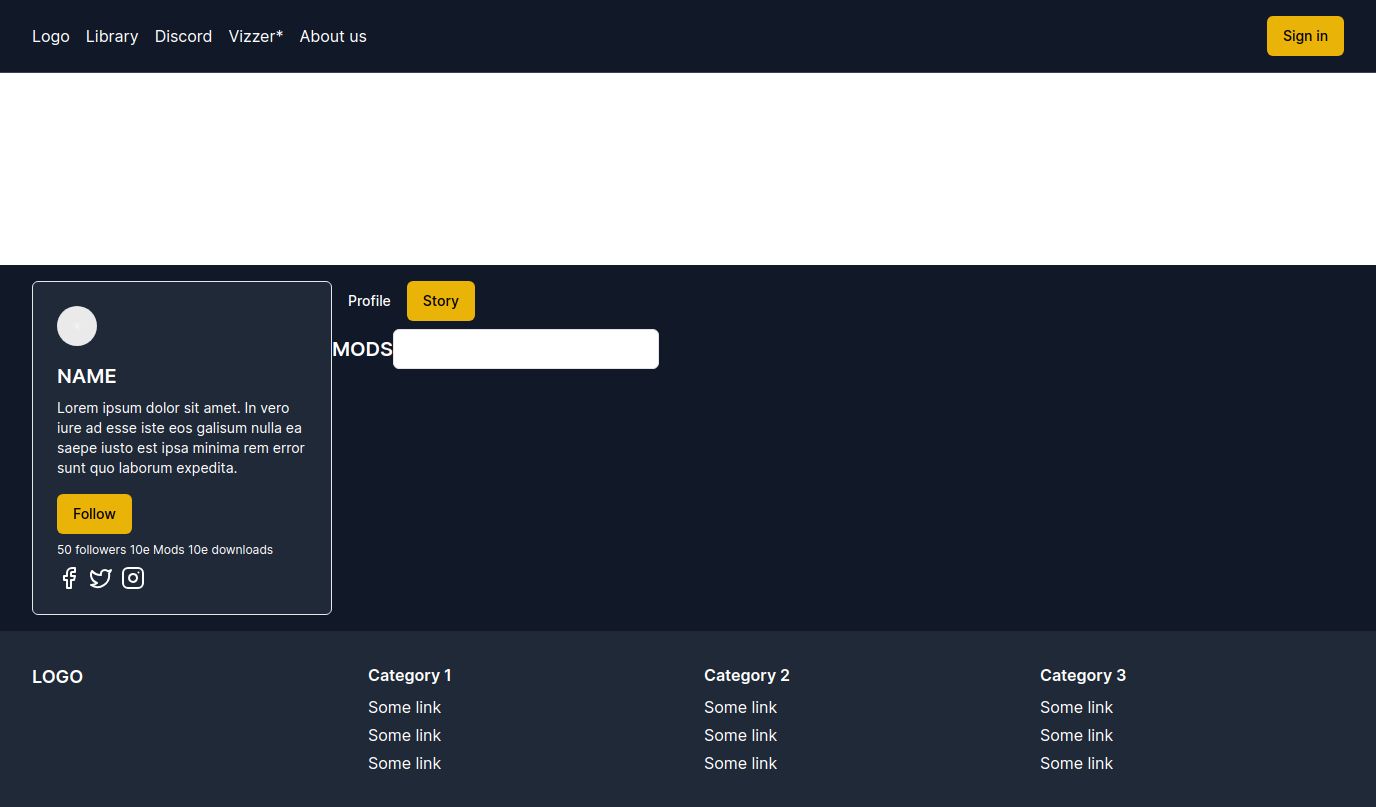 Logo Library Discord Vizzer* About us Sign in
Profile Story
MODS
NAME
Lorem ipsum dolor sit amet. In vero
iure ad esse iste eos galisum nulla ea
saepe iusto est ipsa minima rem error
sunt quo laborum expedita.
Follow
50 followers 10e Mods 10e downloads
LOGO
Category 1
Some link
Some link
Some link
Category 2
Some link
Some link
Some link
Category 3
Some link
Some link
Some link